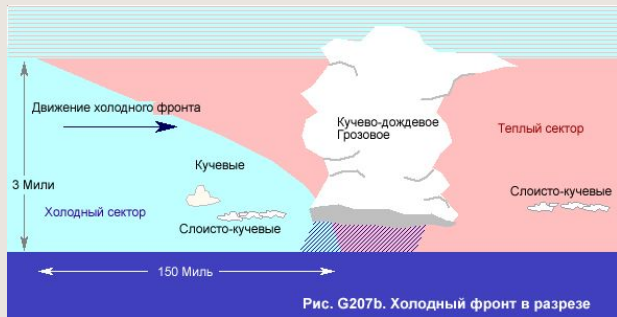 Движение холодного фронта
Кучево-дождевое
Грозовое
Теплый сектор
Кучевые
3 Мили
Слоисто-кучевые
Холодный сектор
Слоисто-кучевые
150 Миль
Рис. G207b. Холодный фронт в разрезе